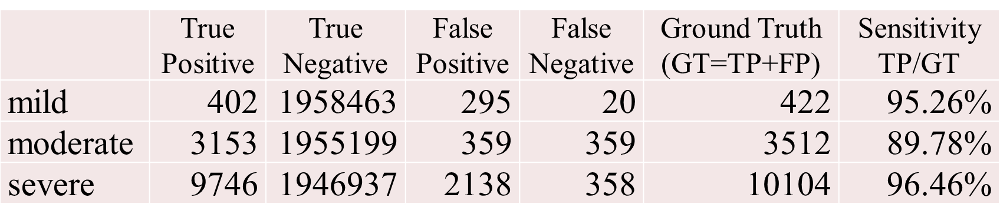 True Positive True Negative False Positive False Negative Ground Truth (GT=TP+FP) Sensitivity TP/GT
mild 402 1958463 295 20 422 95.26%
moderate 3153 1955199 359 359 3512 89.78%
severe 9746 1946937 2138 358 10104 96.46%